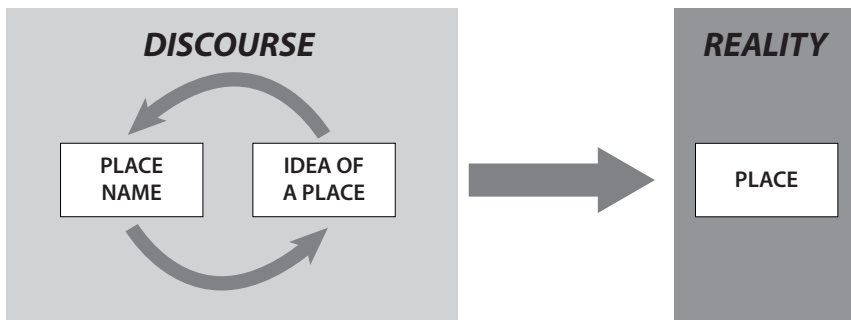 DISCOURSE
PLACE
NAME
IDEA OF
A PLACE
REALITY
PLACE